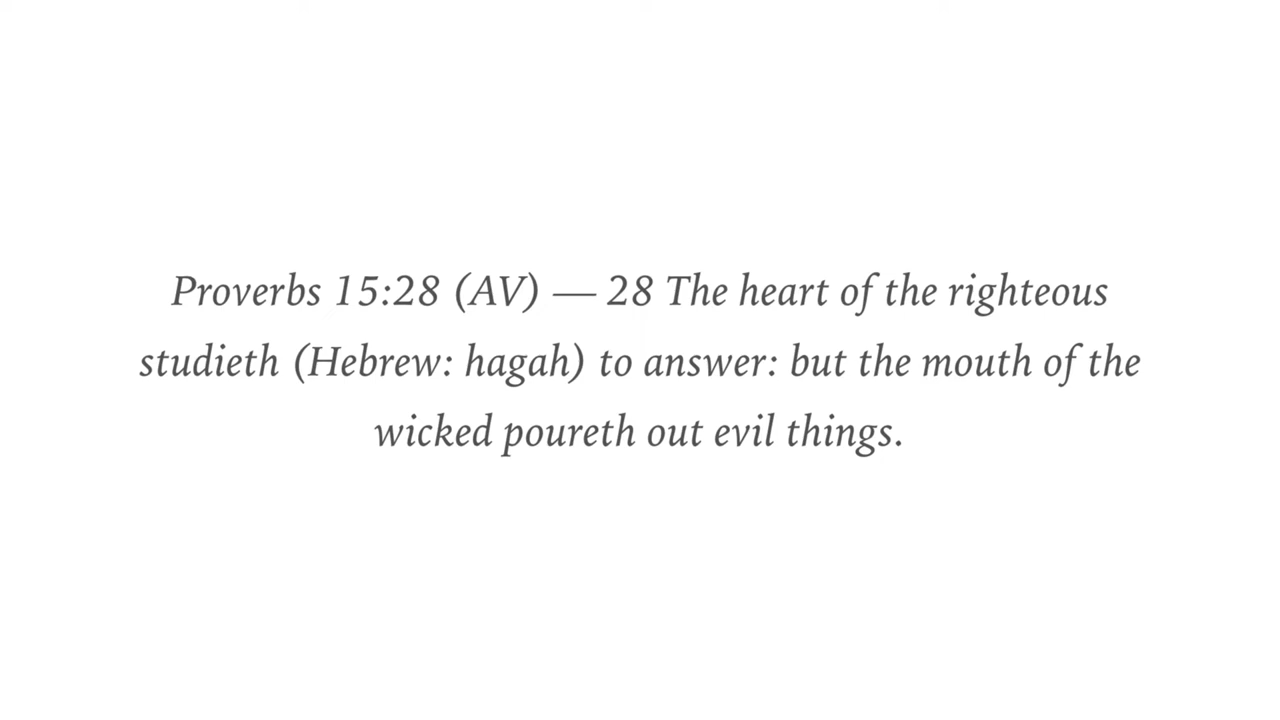 Proverbs 15:28 (AV) — 28 The heart of the righteous
studieth (Hebrew: hagah) to answer: but the mouth of the
wicked poureth out evil things.